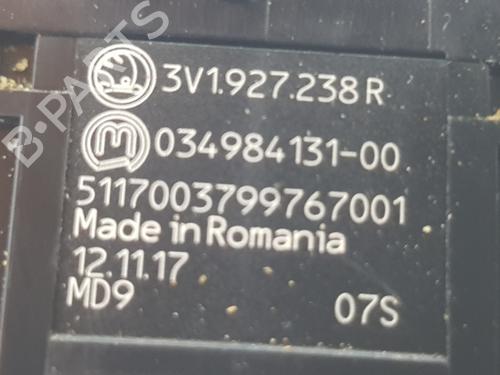 3V1.927.238 R
034984131-00
5117003799767001
Made in Romania
12.11.17
MD9 07S
B-PARTS